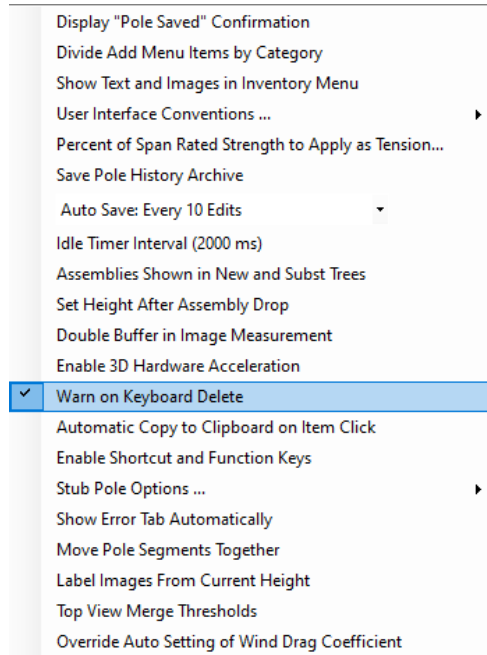 Display "Pole Saved" Confirmation
Divide Add Menu Items by Category
Show Text and Images in Inventory Menu
User Interface Conventions ...
Percent of Span Rated Strength to Apply as Tension...
Save Pole History Archive
Auto Save: Every 10 Edits
Idle Timer Interval (2000 ms)
Assemblies Shown in New and Subst Trees
Set Height After Assembly Drop
Double Buffer in Image Measurement
Enable 3D Hardware Acceleration
Warn on Keyboard Delete
Automatic Copy to Clipboard on Item Click
Enable Shortcut and Function Keys
Stub Pole Options ...
Show Error Tab Automatically
Move Pole Segments Together
Label Images From Current Height
Top View Merge Thresholds
Override Auto Setting of Wind Drag Coefficient